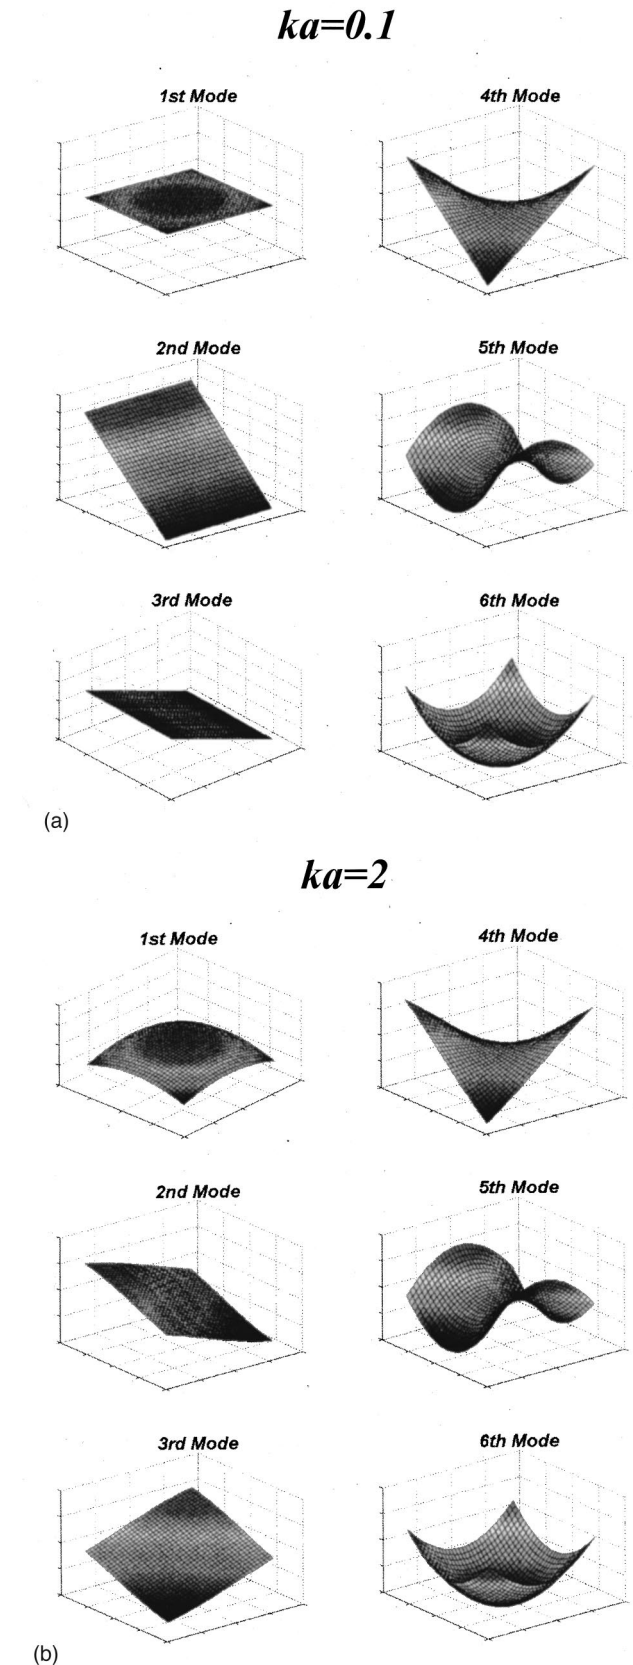 ka=0.1
1st Mode
4th Mode
2nd Mode
5th Mode
3rd Mode
6th Mode
(a)
ka=2
1st Mode
4th Mode
2nd Mode
5th Mode
3rd Mode
6th Mode
(b)